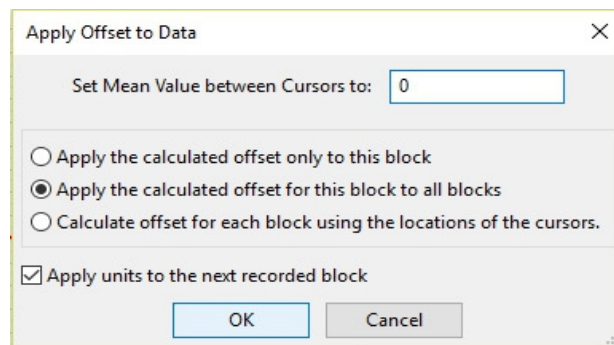 Apply Offset to Data
Set Mean Value between Cursors to: 0
Apply the calculated offset only to this block
Apply the calculated offset for this block to all blocks
Calculate offset for each block using the locations of the cursors.
Apply units to the next recorded block
OK Cancel